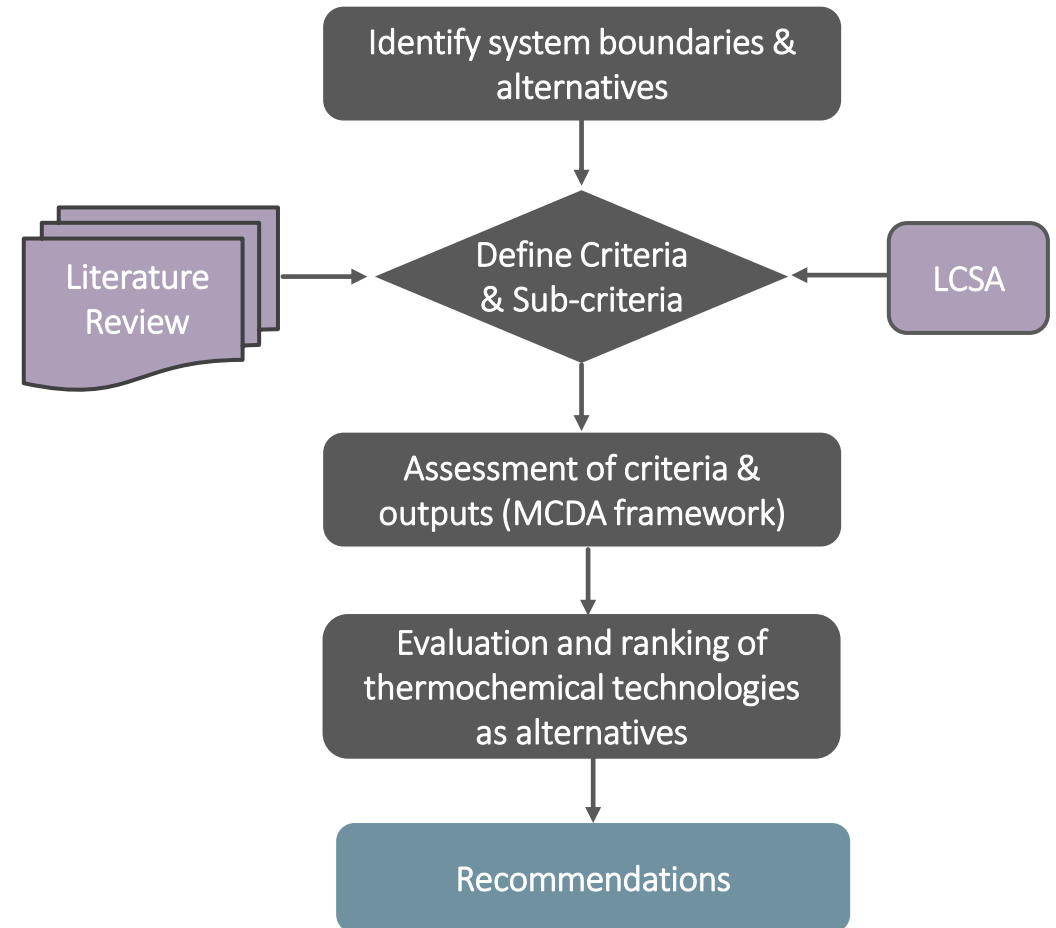 Identify system boundaries &
alternatives
Literature
Review
Define Criteria
& Sub-criteria
LCSA
Assessment of criteria &
outputs (MCDA framework)
Evaluation and ranking of
thermochemical technologies
as alternatives
Recommendations